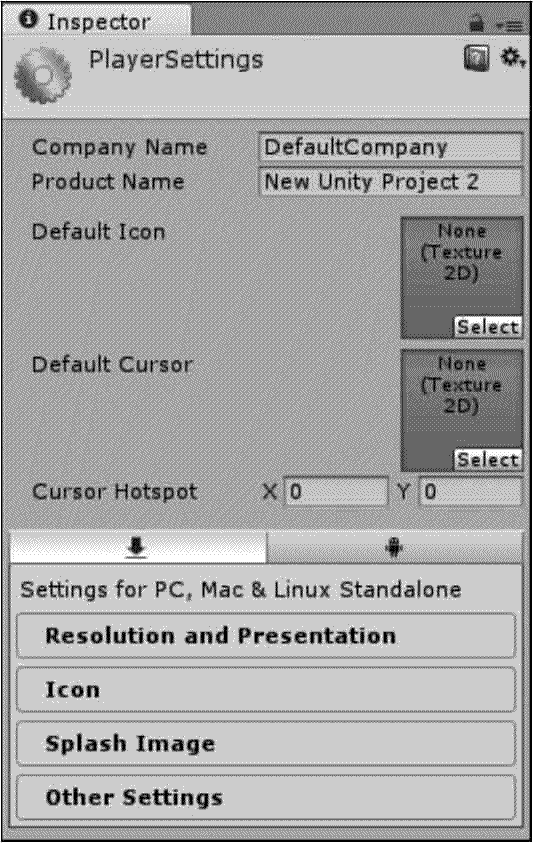 Inspector
PlayerSettings
Company Name DefaultCompany
Product Name New Unity Project 2
Default Icon None
(Texture
2D)
Select
Default Cursor None
(Texture
2D)
Select
Cursor Hotspot X 0 Y 0
Settings for PC, Mac & Linux Standalone
Resolution and Presentation
Icon
Splash Image
Other Settings